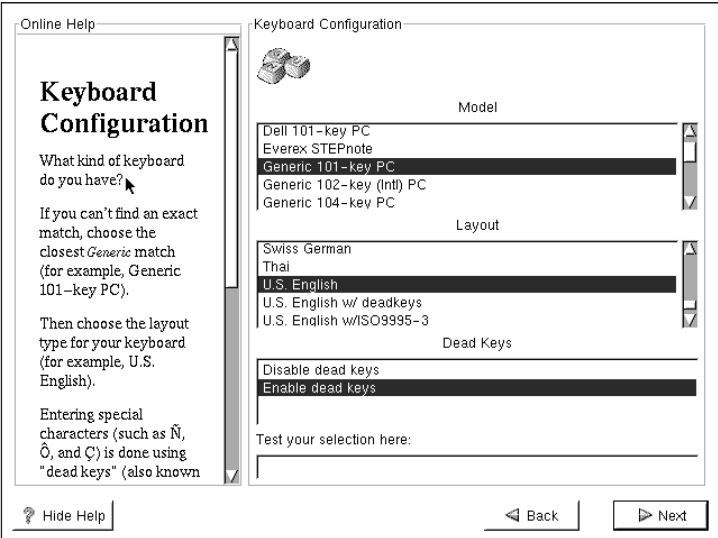 Online Help
Keyboard
Configuration
What kind of keyboard
do you have?
If you can't find an exact
match, choose the
closest Generic match
(for example, Generic
101-key PC).
Then choose the layout
type for your keyboard
(for example, U.S.
English).
Entering special
characters (such as Ñ,
Ô, and Ç) is done using
"dead keys" (also known
Keyboard Configuration
Model
Dell 101-key PC
Everex STEPnote
Generic 101-key PC
Generic 102-key (Intl) PC
Generic 104-key PC
Layout
Swiss German
Thai
U.S. English
U.S. English w/ deadkeys
U.S. English w/ISO9995-3
Dead Keys
Disable dead keys
Enable dead keys
Test your selection here:
Hide Help
Back
Next